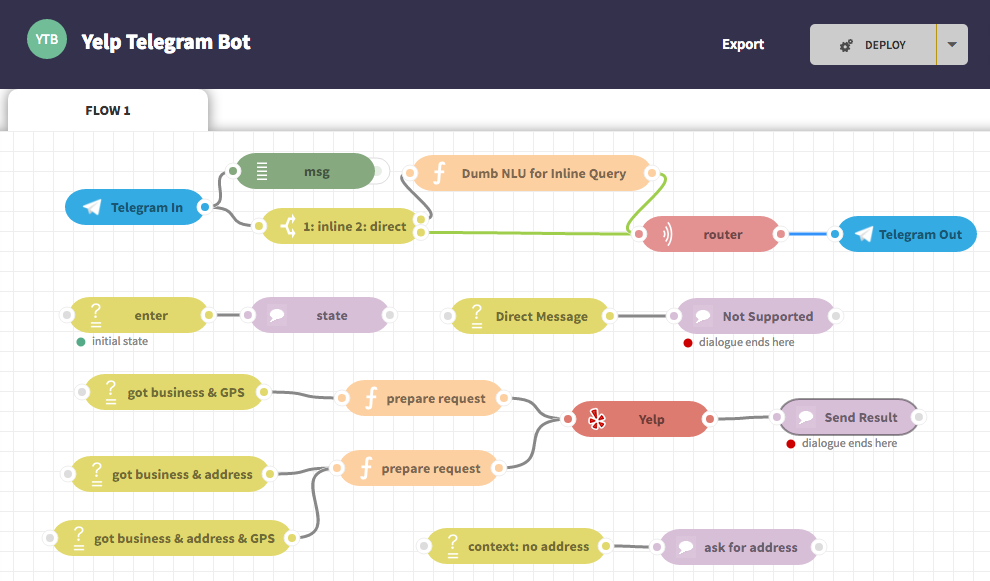 YTB
Yelp Telegram Bot
Export
DEPLOY
FLOW 1
msg
Dumb NLU for Inline Query
Telegram In
1: inline 2: direct
router
Telegram Out
enter
state
Direct Message
Not Supported
initial state
dialogue ends here
got business & GPS
prepare request
Yelp
Send Result
dialogue ends here
got business & address
prepare request
got business & address & GPS
context: no address
ask for address